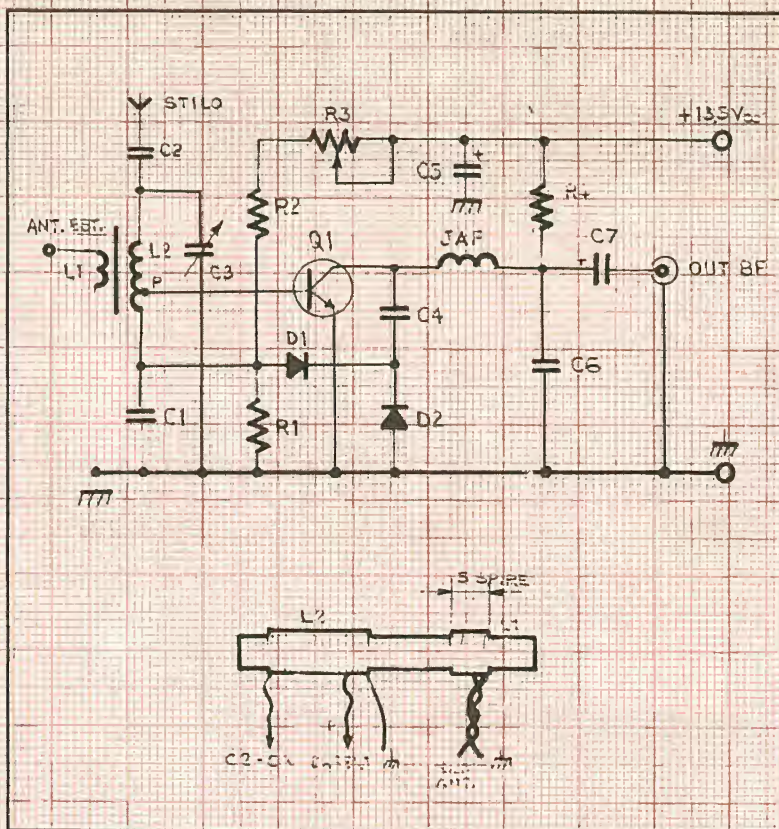 STILO
C2
R3
+13,5Vcc
C5
+
R4
ANT. EST.
L1
L2
C3
P
R2
Q1
JAF
C7
+
OUT BF
C4
D1
C6
C1
R1
D2
5 SPIRE
L2
L1
P
ANT.